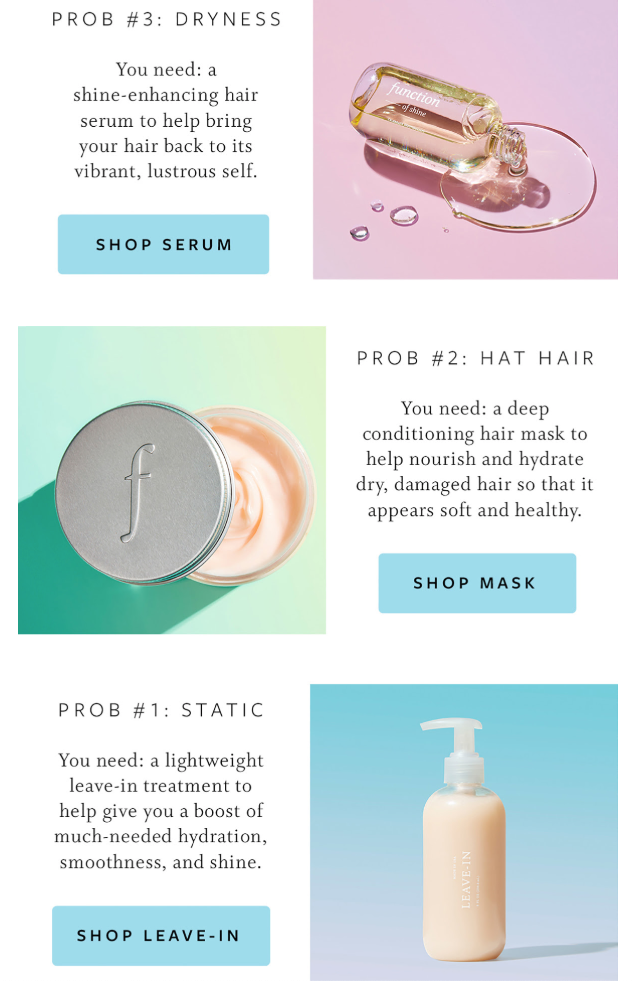 PROB #3: DRYNESS
You need: a
shine-enhancing hair
serum to help bring
your hair back to its
vibrant, lustrous self.
SHOP SERUM
function
of shine
f
PROB #2: HAT HAIR
You need: a deep
conditioning hair mask to
help nourish and hydrate
dry, damaged hair so that it
appears soft and healthy.
SHOP MASK
PROB #1: STATIC
You need: a lightweight
leave-in treatment to
help give you a boost of
much-needed hydration,
smoothness, and shine.
SHOP LEAVE-IN
LEAVE-IN